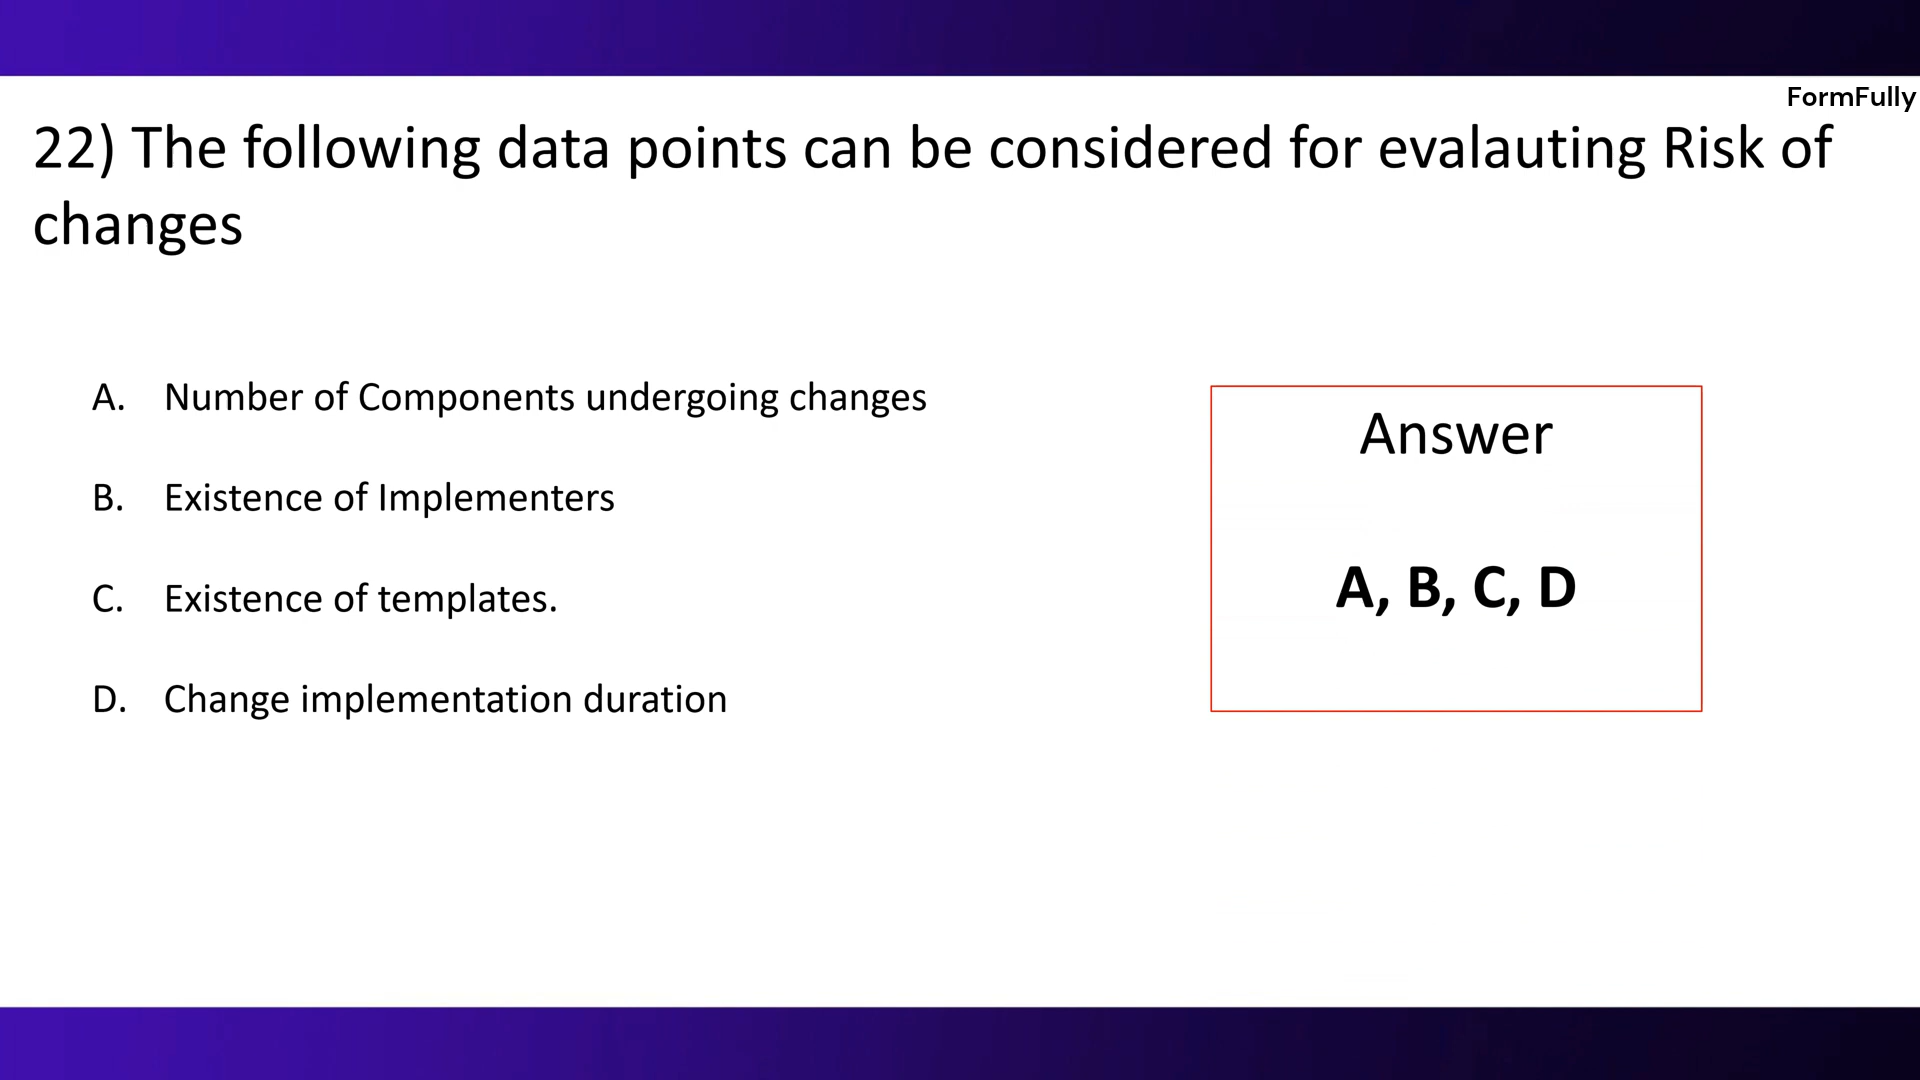 FormFully
22) The following data points can be considered for evalauting Risk of
changes
A. Number of Components undergoing changes
B. Existence of Implementers
C. Existence of templates.
D. Change implementation duration
Answer
A, B, C, D